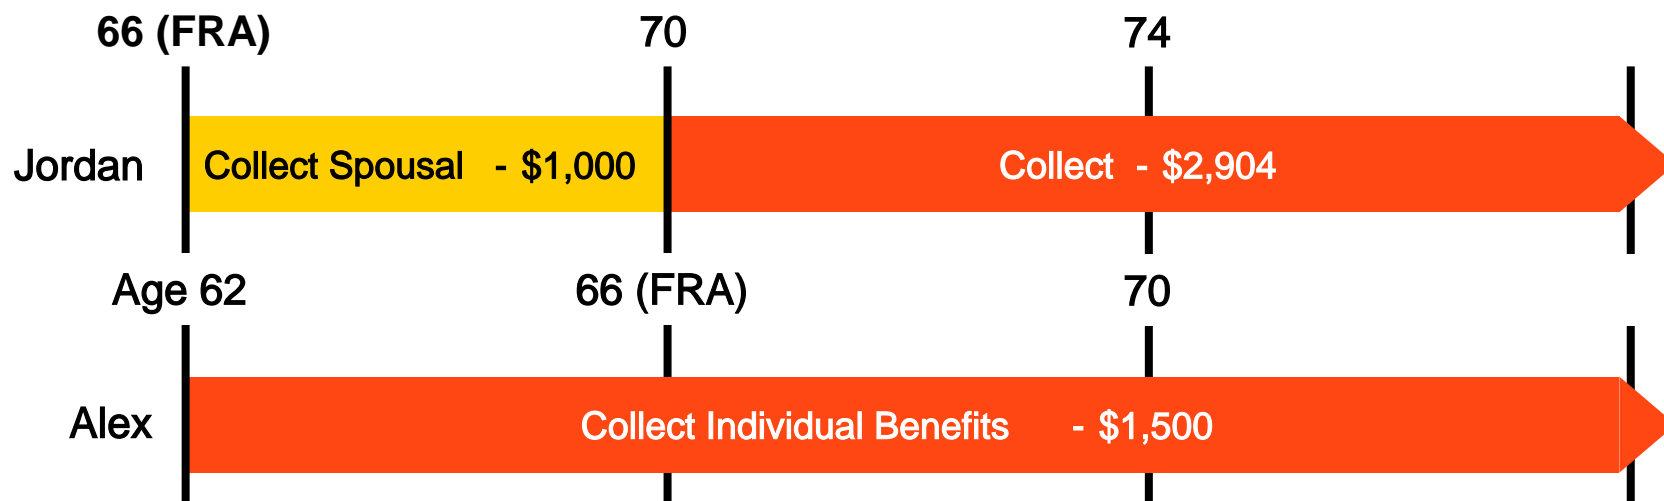 66 (FRA) 70 74
Jordan Collect Spousal - $1,000 Collect - $2,904
Age 62 66 (FRA) 70
Alex Collect Individual Benefits - $1,500